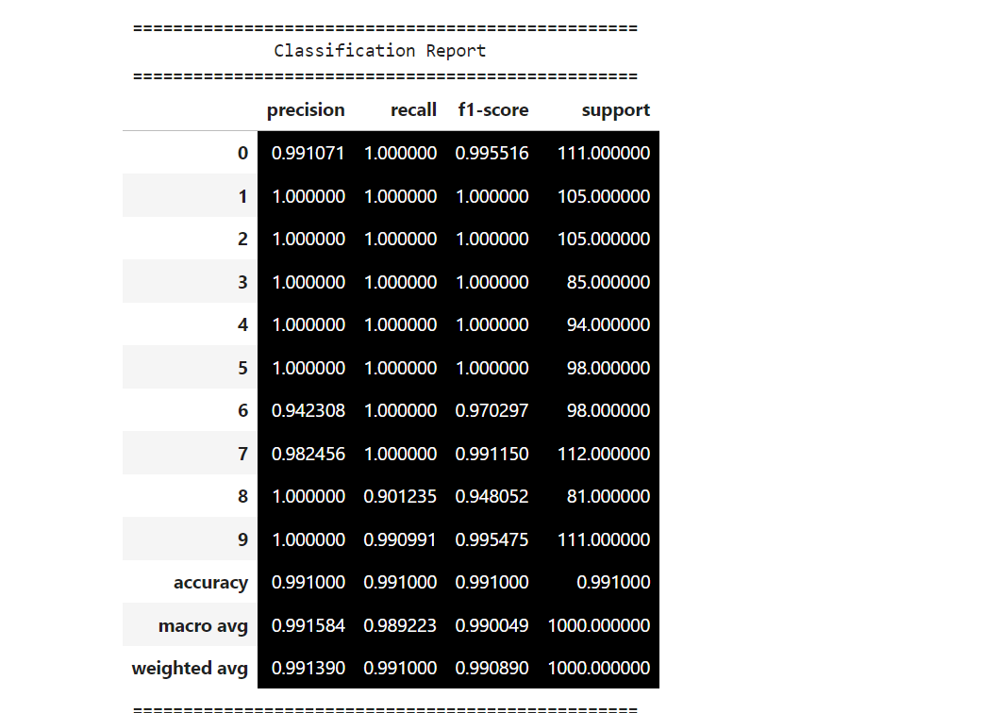 ==================================================
Classification Report
==================================================
precision recall f1-score support
0 0.991071 1.000000 0.995516 111.000000
1 1.000000 1.000000 1.000000 105.000000
2 1.000000 1.000000 1.000000 105.000000
3 1.000000 1.000000 1.000000 85.000000
4 1.000000 1.000000 1.000000 94.000000
5 1.000000 1.000000 1.000000 98.000000
6 0.942308 1.000000 0.970297 98.000000
7 0.982456 1.000000 0.991150 112.000000
8 1.000000 0.901235 0.948052 81.000000
9 1.000000 0.990991 0.995475 111.000000
accuracy 0.991000 0.991000 0.991000 0.991000
macro avg 0.991584 0.989223 0.990049 1000.000000
weighted avg 0.991390 0.991000 0.990890 1000.000000
==================================================